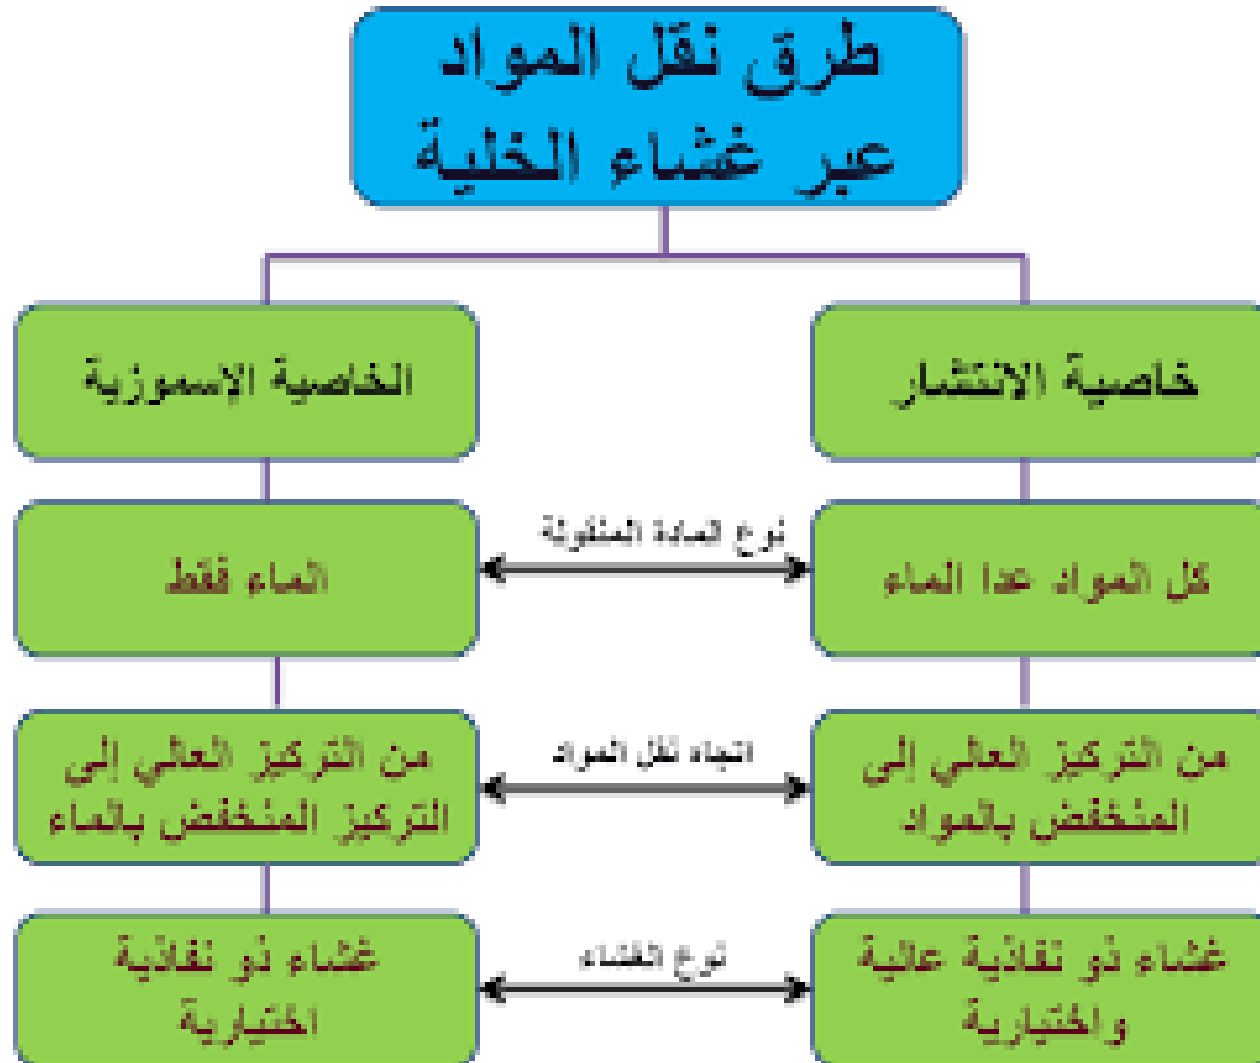 طرق نقل المواد
عبر غشاء الخلية
خاصية الانتشار
الخاصية الإسموزية
نوع المادة المنقولة
كل المواد عدا الماء
الماء فقط
اتجاه نقل المواد
من التركيز العالي إلى
المنخفض بالمواد
من التركيز العالي إلى
التركيز المنخفض بالماء
نوع الغشاء
غشاء ذو نفاذية عالية
واختيارية
غشاء ذو نفاذية
اختيارية